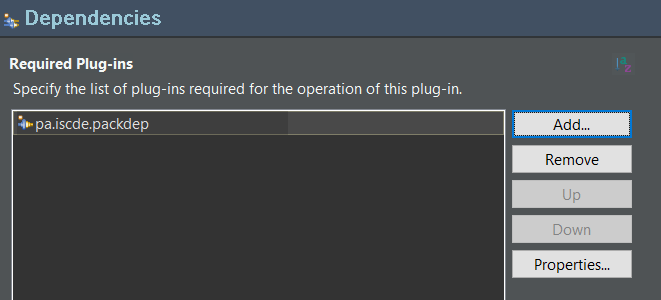 Dependencies
Required Plug-ins
Specify the list of plug-ins required for the operation of this plug-in.
pa.iscde.packdep
Add...
Remove
Up
Down
Properties...